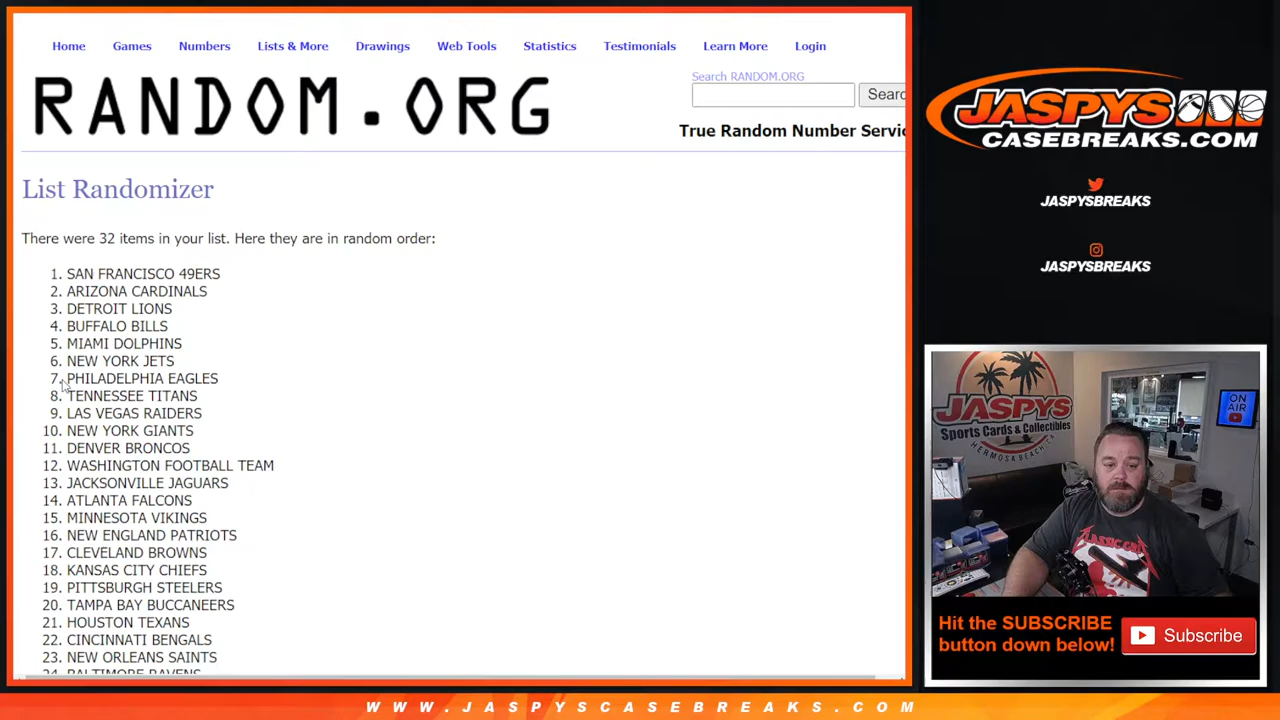 Home Games Numbers Lists & More Drawings Web Tools Statistics Testimonials Learn More Login
Search RANDOM.ORG
RANDOM.ORG
Searc
True Random Number Servic
List Randomizer
There were 32 items in your list. Here they are in random order:
1. SAN FRANCISCO 49ERS
2. ARIZONA CARDINALS
3. DETROIT LIONS
4. BUFFALO BILLS
5. MIAMI DOLPHINS
6. NEW YORK JETS
7. PHILADELPHIA EAGLES
8. TENNESSEE TITANS
9. LAS VEGAS RAIDERS
10. NEW YORK GIANTS
11. DENVER BRONCOS
12. WASHINGTON FOOTBALL TEAM
13. JACKSONVILLE JAGUARS
14. ATLANTA FALCONS
15. MINNESOTA VIKINGS
16. NEW ENGLAND PATRIOTS
17. CLEVELAND BROWNS
18. KANSAS CITY CHIEFS
19. PITTSBURGH STEELERS
20. TAMPA BAY BUCCANEERS
21. HOUSTON TEXANS
22. CINCINNATI BENGALS
23. NEW ORLEANS SAINTS
24. BALTIMORE RAVENS
JASPYS
CASEBREAKS.COM
JASPYSBREAKS
JASPYSBREAKS
JASPYS
Sports Cards & Collectibles
HERMOSA BEACH, CA
ON AIR
Hit the SUBSCRIBE
button down below!
Subscribe
WWW.JASPYSCASEBREAKS.COM